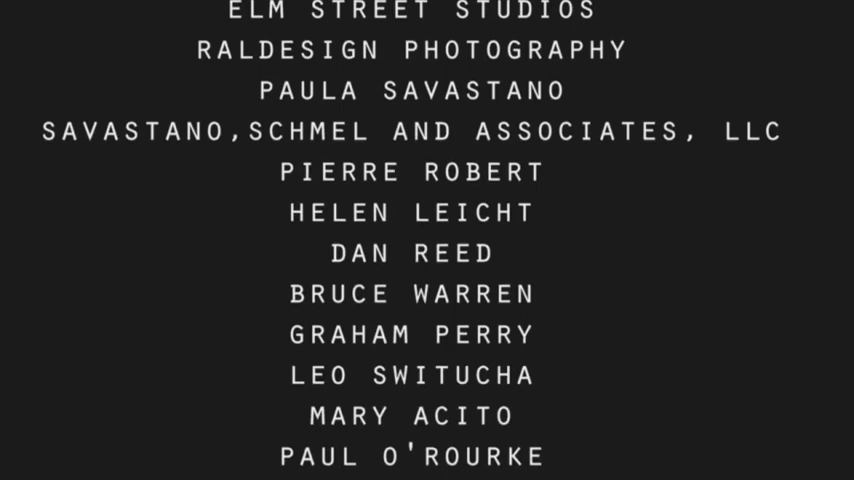 ELM STREET STUDIOS
RALDESIGN PHOTOGRAPHY
PAULA SAVASTANO
SAVASTANO,SCHMEL AND ASSOCIATES, LLC
PIERRE ROBERT
HELEN LEICHT
DAN REED
BRUCE WARREN
GRAHAM PERRY
LEO SWITUCHA
MARY ACITO
PAUL O'ROURKE